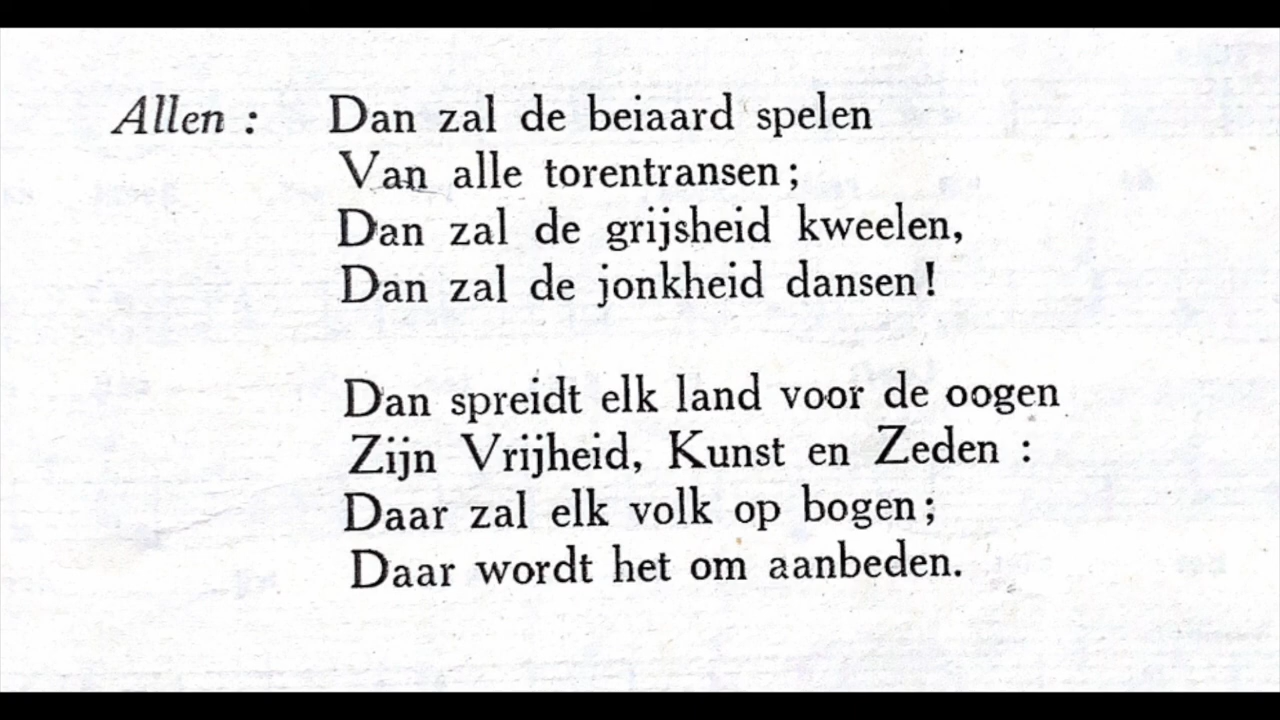 Allen : Dan zal de beiaard spelen
Van alle torentransen;
Dan zal de grijsheid kweelen,
Dan zal de jonkheid dansen!
Dan spreidt elk land voor de oogen
Zijn Vrijheid, Kunst en Zeden :
Daar zal elk volk op bogen;
Daar wordt het om aanbeden.